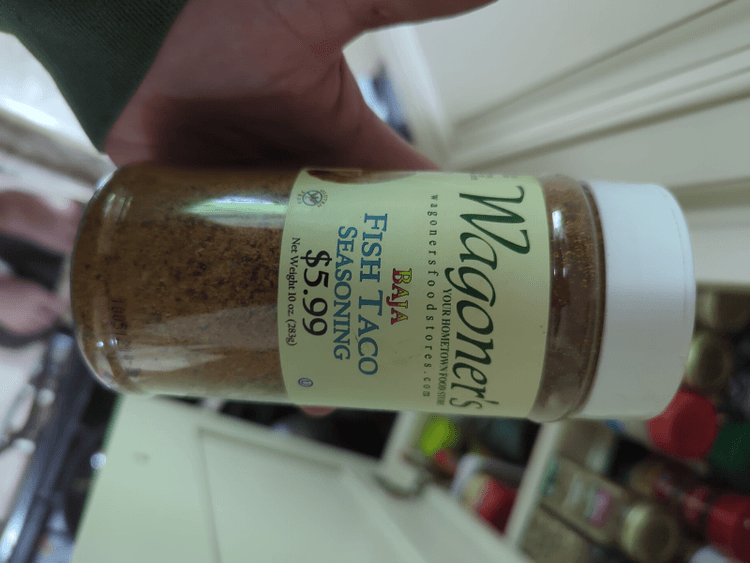 Wagoner's
YOUR HOMETOWN FOOD STORE
wagonersfoodstores.com
BAJA
FISH TACO
SEASONING
$5.99
Net Weight 10 oz. (283g)